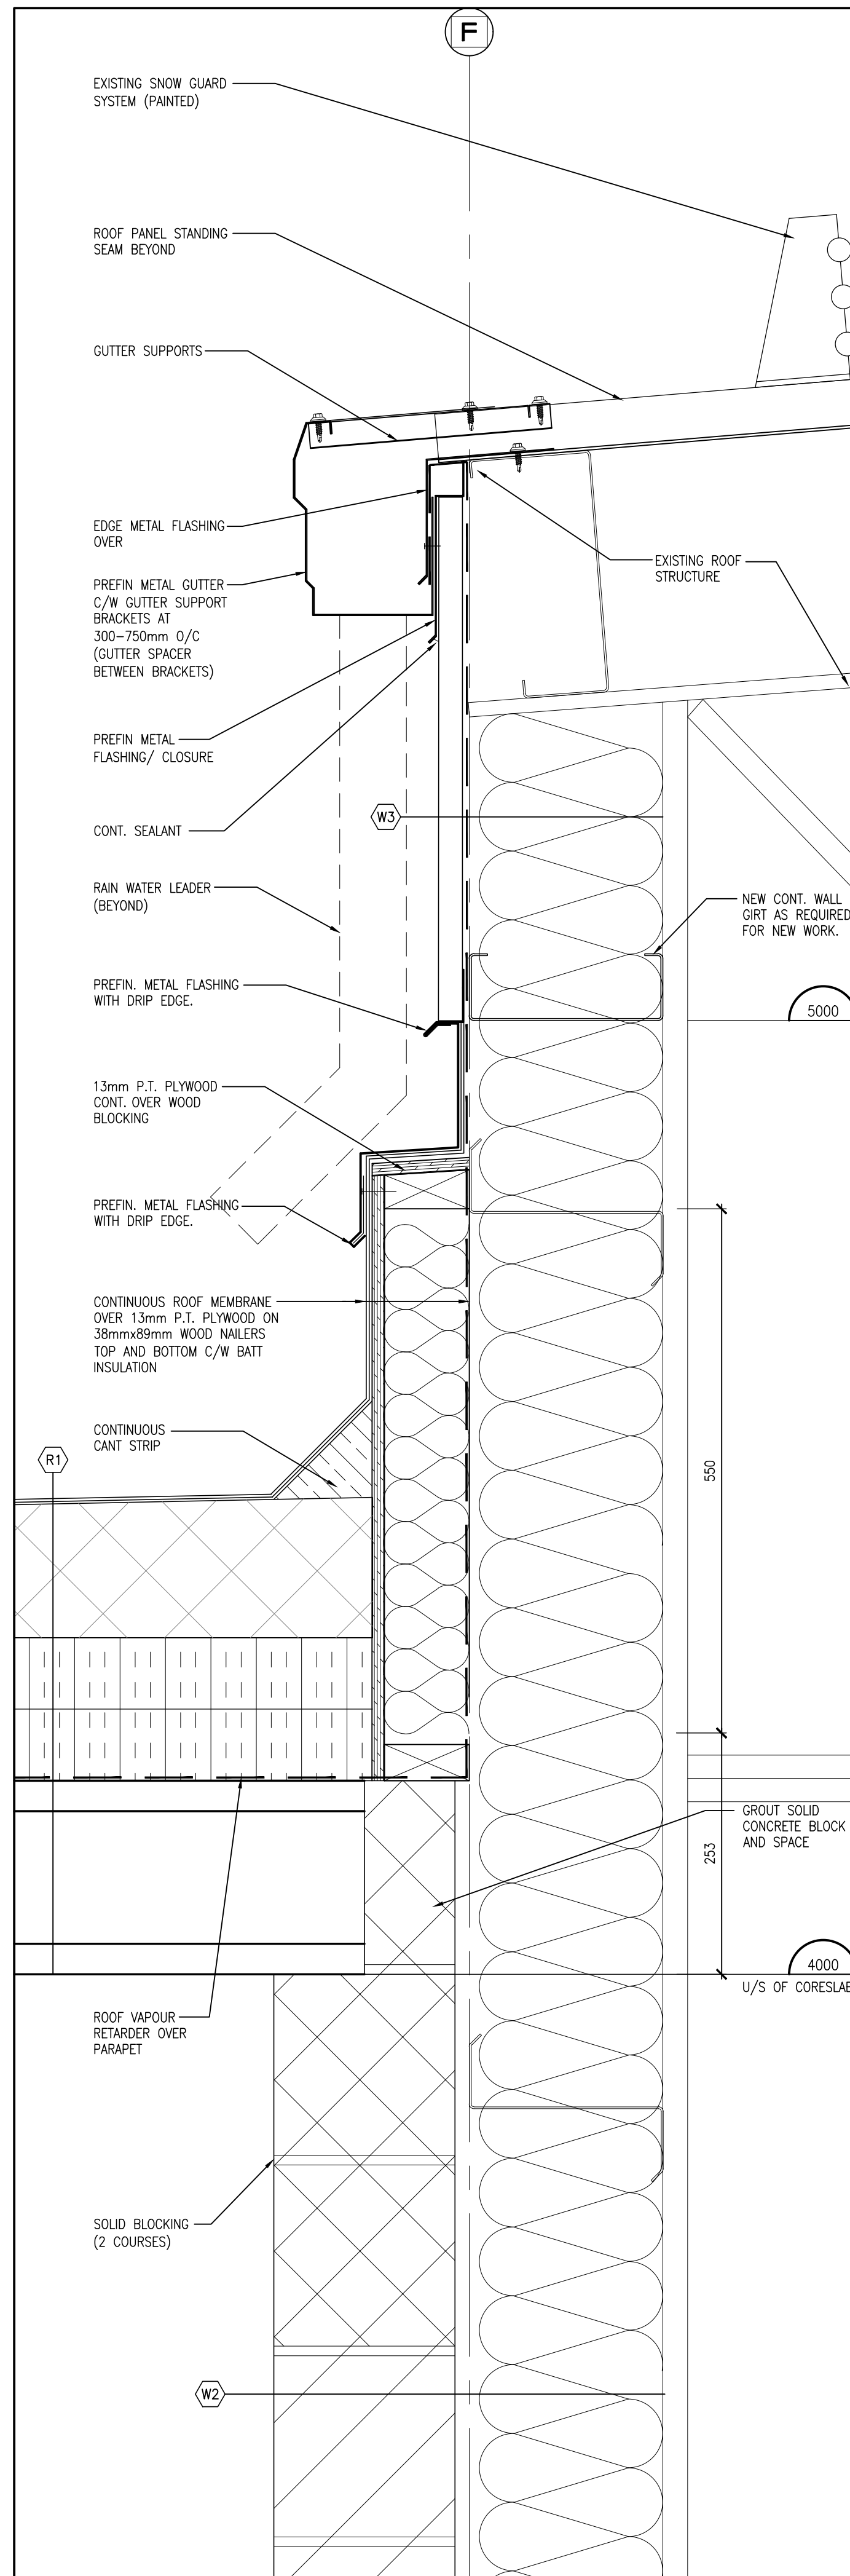 F
EXISTING SNOW GUARD
SYSTEM (PAINTED)
ROOF PANEL STANDING
SEAM BEYOND
GUTTER SUPPORTS
EDGE METAL FLASHING
OVER
EXISTING ROOF
STRUCTURE
PREFIN METAL GUTTER
C/W GUTTER SUPPORT
BRACKETS AT
300-750mm O/C
(GUTTER SPACER
BETWEEN BRACKETS)
PREFIN METAL
FLASHING/ CLOSURE
W3
CONT. SEALANT
RAIN WATER LEADER
(BEYOND)
NEW CONT. WALL
GIRT AS REQUIRED
FOR NEW WORK.
PREFIN. METAL FLASHING
WITH DRIP EDGE.
5000
13mm P.T. PLYWOOD
CONT. OVER WOOD
BLOCKING
PREFIN. METAL FLASHING
WITH DRIP EDGE.
CONTINUOUS ROOF MEMBRANE
OVER 13mm P.T. PLYWOOD ON
38mmx89mm WOOD NAILERS
TOP AND BOTTOM C/W BATT
INSULATION
CONTINUOUS
CANT STRIP
R1
550
GROUT SOLID
CONCRETE BLOCK
AND SPACE
253
4000
U/S OF CORESLAB
ROOF VAPOUR
RETARDER OVER
PARAPET
SOLID BLOCKING
(2 COURSES)
W2